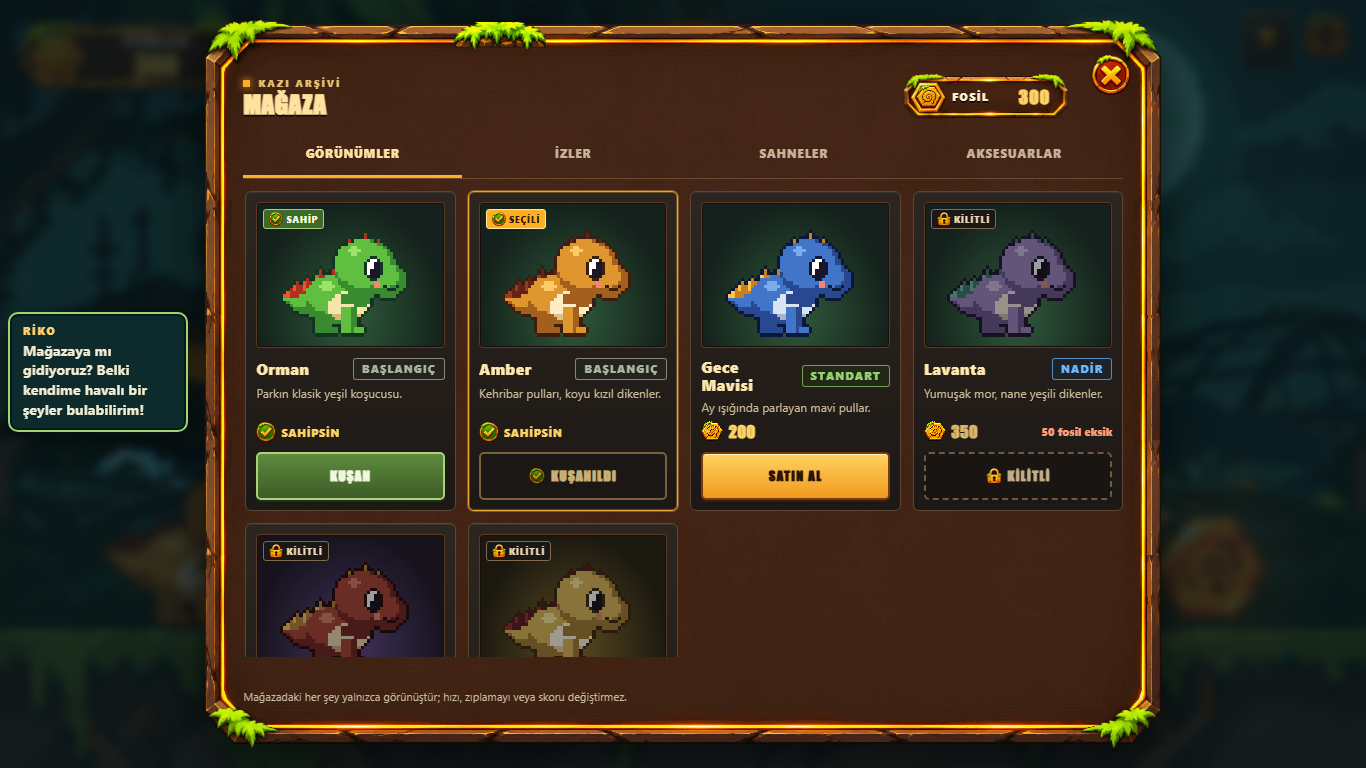 KAZI ARŞİVİ
MAĞAZA
FOSİL 300
GÖRÜNÜMLER İZLER SAHNELER AKSESUARLAR
SAHİP
SEÇİLİ
KİLİTLİ
Orman BAŞLANGIÇ
Parkın klasik yeşil koşucusu.
SAHİPSİN
KUŞAN
Amber BAŞLANGIÇ
Kehribar pulları, koyu kızıl dikenler.
SAHİPSİN
KUŞANILDI
Gece
Mavisi
STANDART
Ay ışığında parlayan mavi pullar.
200
SATIN AL
Lavanta NADİR
Yumuşak mor, nane yeşili dikenler.
350 50 fosil eksik
KİLİTLİ
KİLİTLİ
KİLİTLİ
RİKO
Mağazaya mı
gidiyoruz? Belki
kendime havalı bir
şeyler bulabilirim!
Mağazadaki her şey yalnızca görünüştür; hızı, zıplamayı veya skoru değiştirmez.